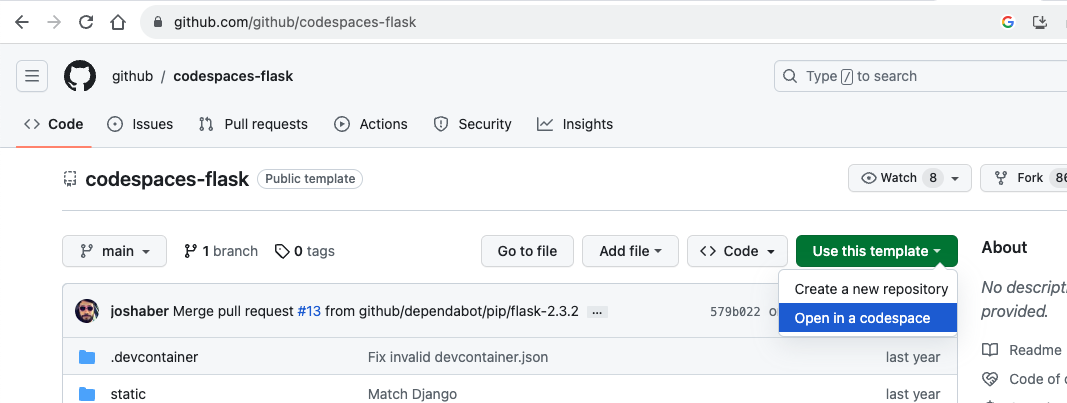 github.com/github/codespaces-flask
github / codespaces-flask
Type / to search
Code Issues Pull requests Actions Security Insights
codespaces-flask Public template
Watch 8 Fork
main 1 branch 0 tags Go to file Add file Code Use this template
About
Create a new repository
Open in a codespace
No
provided.
joshaber Merge pull request #13 from github/dependabot/pip/flask-2.3.2 ... 579b022
.devcontainer Fix invalid devcontainer.json last year
Readme
Code of
static Match Django last year